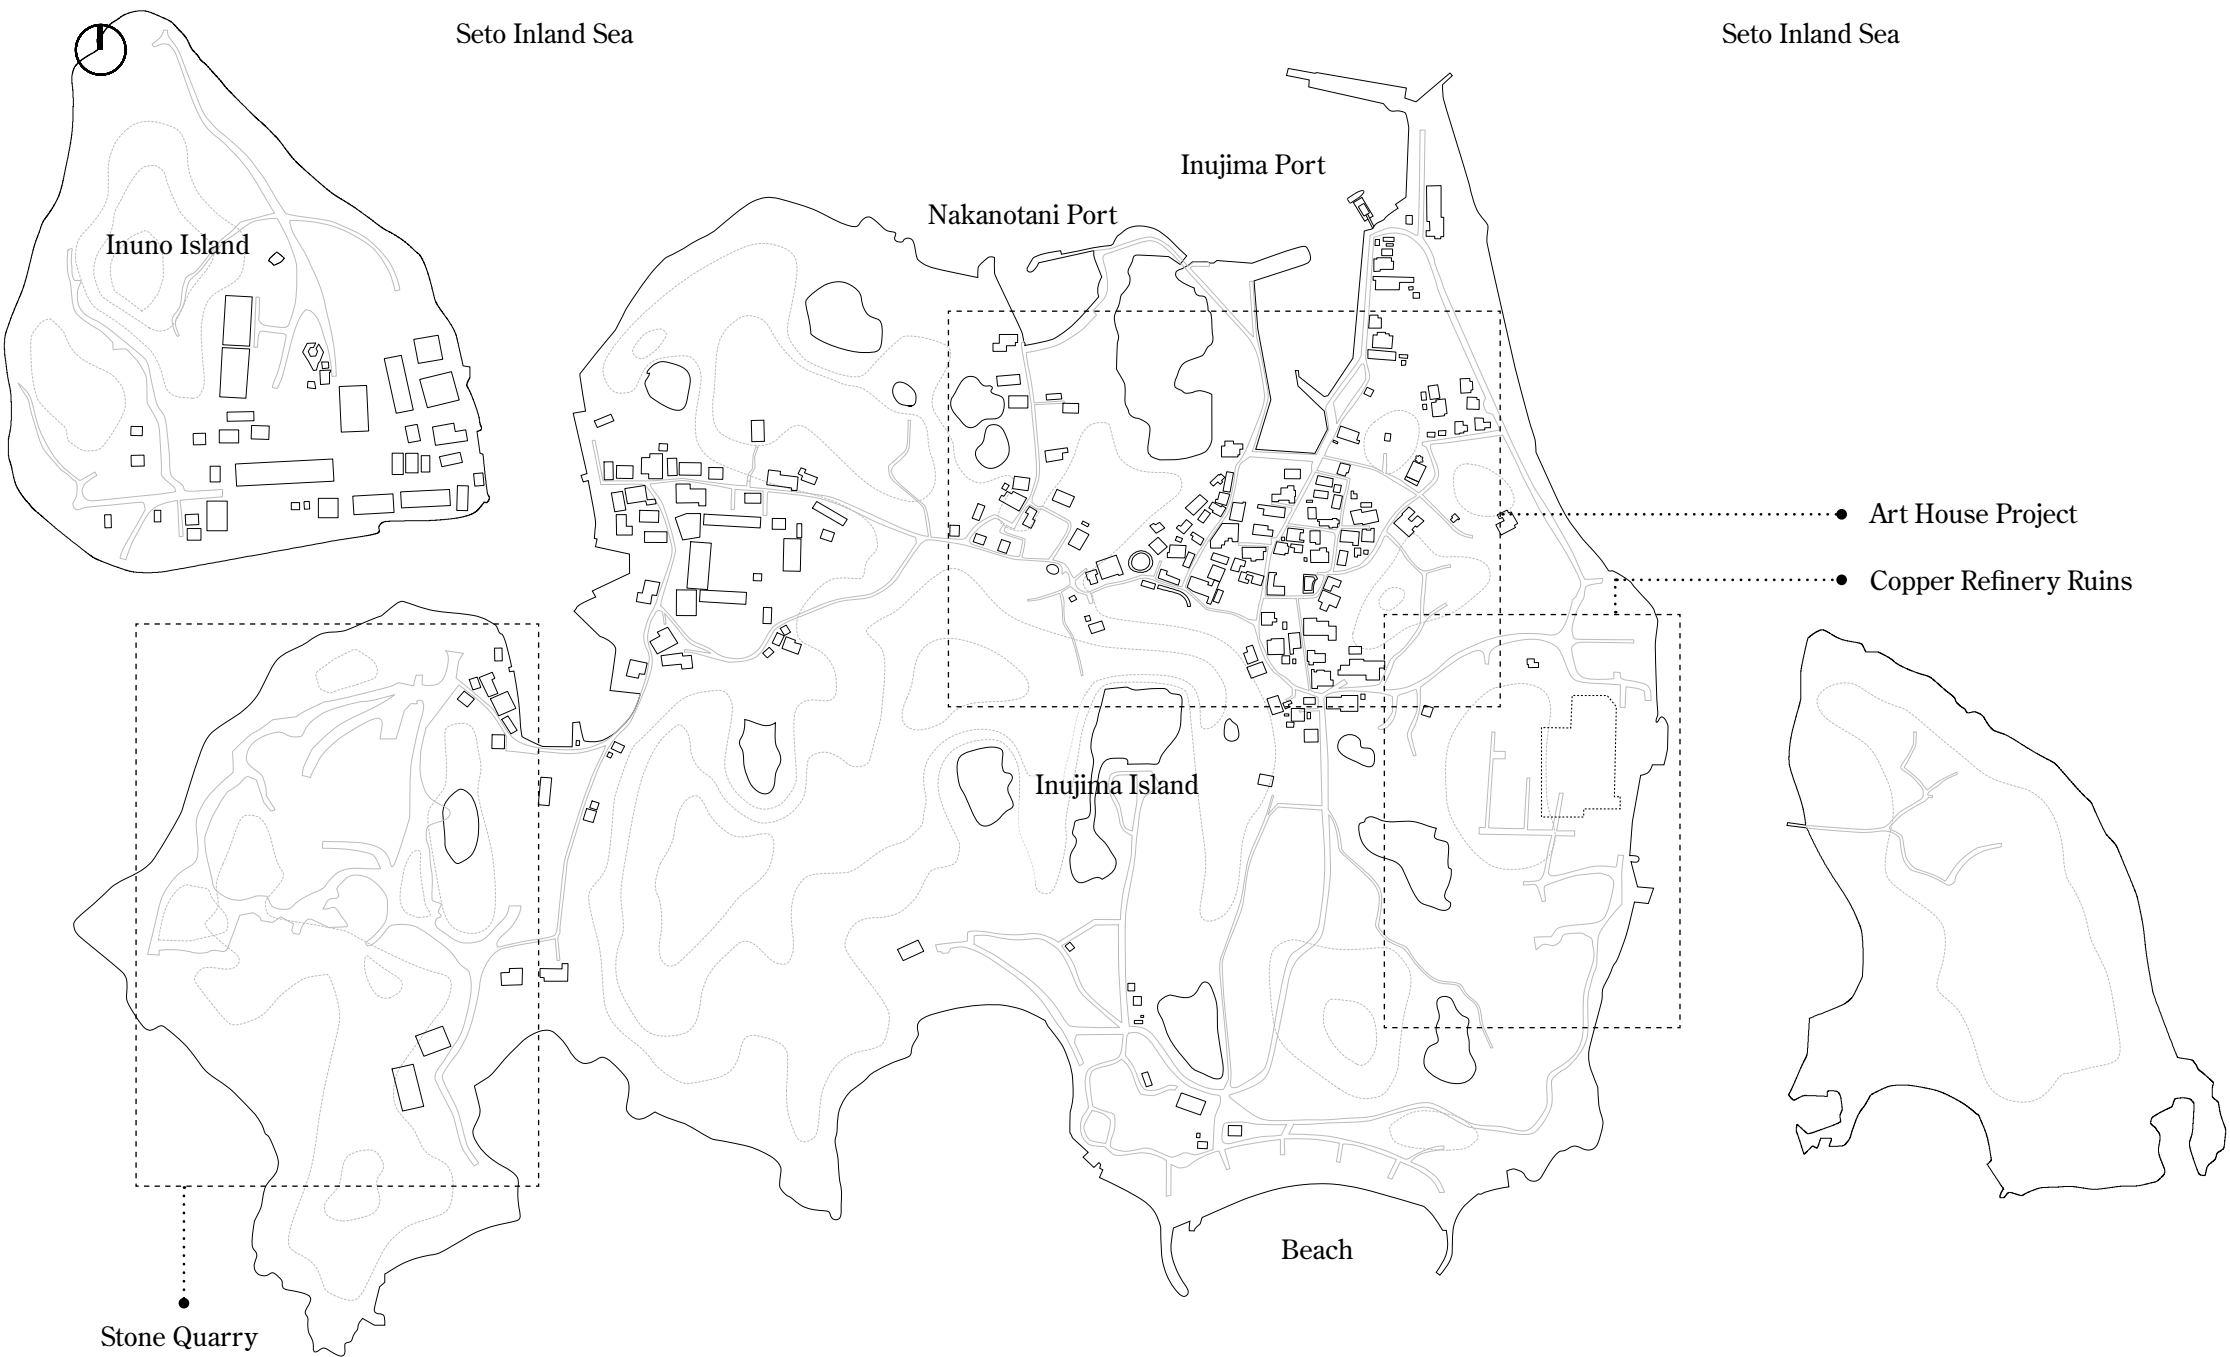 Seto Inland Sea
Seto Inland Sea
Inujima Port
Nakanotani Port
Inuno Island
Art House Project
Copper Refinery Ruins
Inujima Island
Beach
Stone Quarry